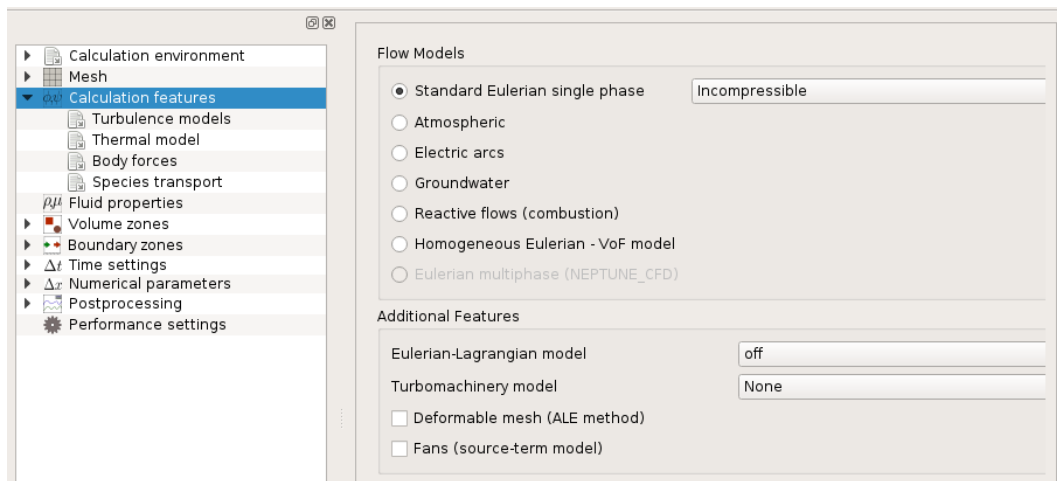 Calculation environment
Mesh
Calculation features
Turbulence models
Thermal model
Body forces
Species transport
ρ,μ Fluid properties
Volume zones
Boundary zones
Δt Time settings
Δx Numerical parameters
Postprocessing
Performance settings
Flow Models
Standard Eulerian single phase Incompressible
Atmospheric
Electric arcs
Groundwater
Reactive flows (combustion)
Homogeneous Eulerian - VoF model
Eulerian multiphase (NEPTUNE_CFD)
Additional Features
Eulerian-Lagrangian model off
Turbomachinery model None
Deformable mesh (ALE method)
Fans (source-term model)